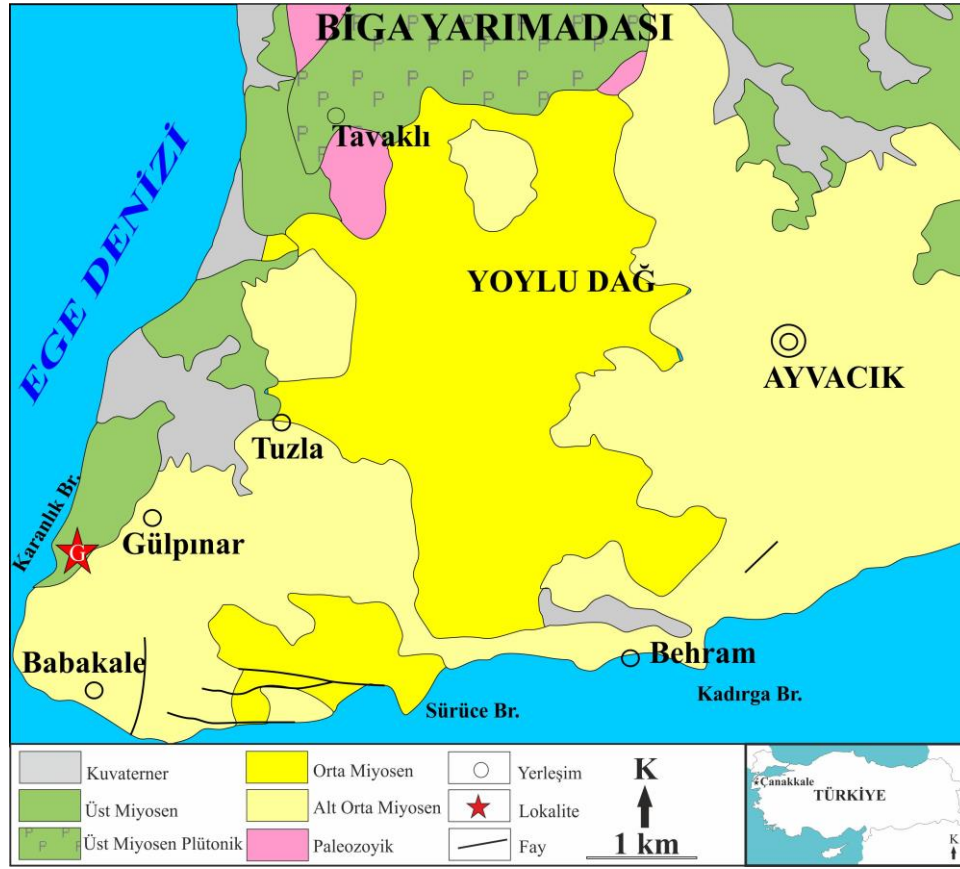 BİGA YARIMADASI
Tavaklı
EGE DENİZİ
YOYLU DAĞ
AYVACIK
Tuzla
Karanlık Br.
G
Gülpınar
Babakale
Behram
Kadırga Br.
Sürüce Br.
Kuvaterner
Orta Miyosen
Yerleşim
K
Üst Miyosen
Alt Orta Miyosen
Lokalite
Üst Miyosen Plütonik
Paleozoyik
Fay
1 km
Çanakkale
TÜRKİYE
K